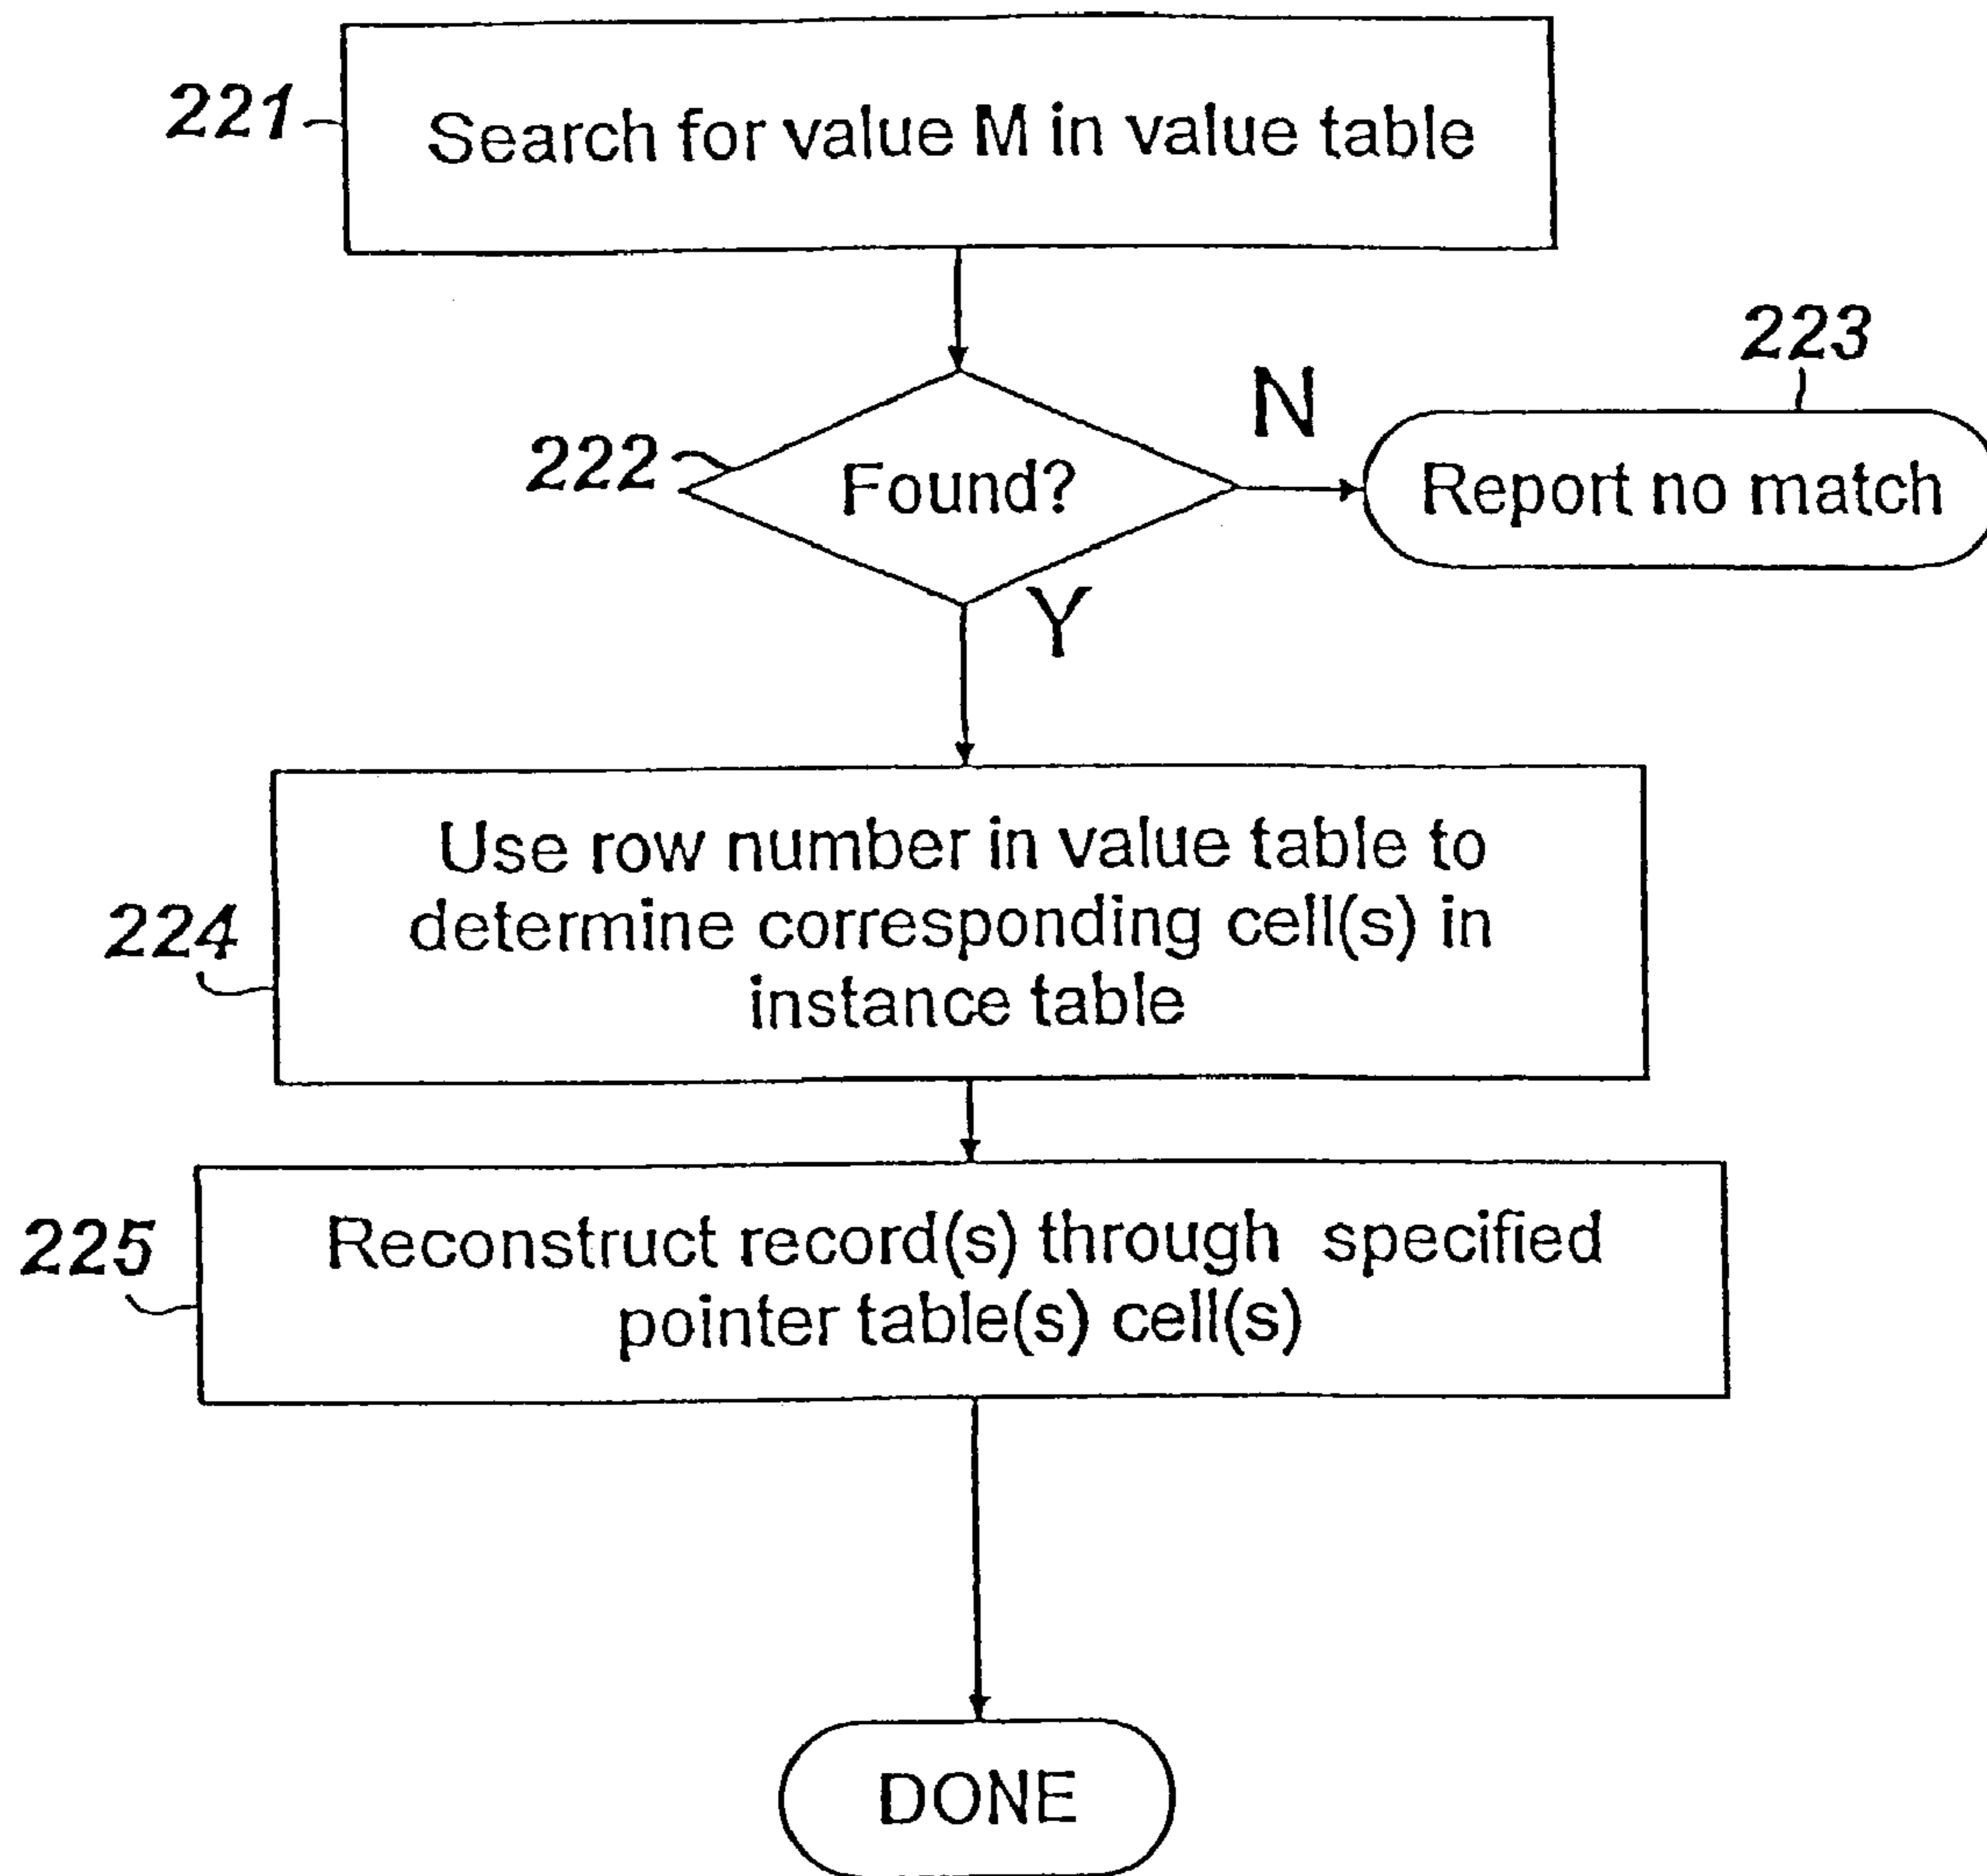 221
Search for value M in value table
223
N
222
Found?
Report no match
Y
Use row number in value table to
determine corresponding cell(s) in
instance table
224
Reconstruct record(s) through specified
pointer table(s) cell(s)
225
DONE